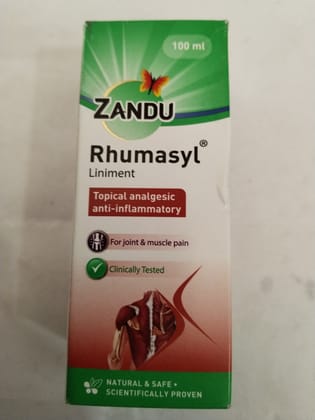 100 ml
ZANDU
Rhumasyl®
Liniment
Topical analgesic
anti-inflammatory
For joint & muscle pain
Clinically Tested
NATURAL & SAFE •
SCIENTIFICALLY PROVEN